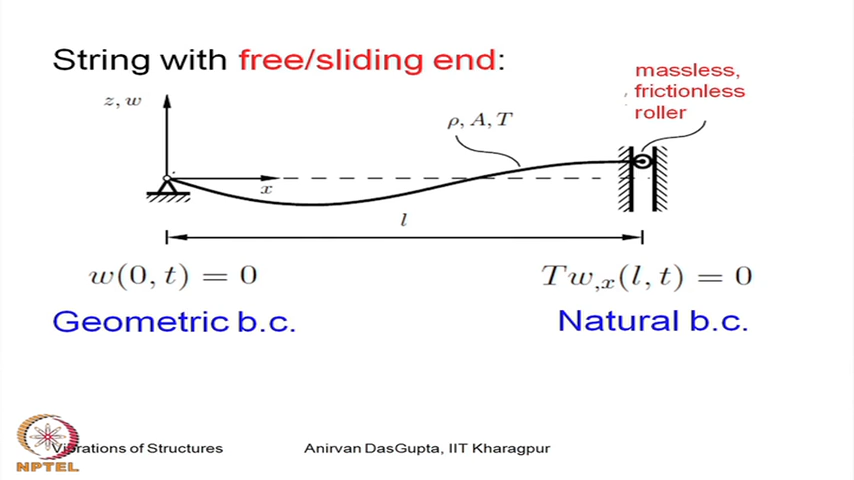 String with free/sliding end:
massless,
frictionless
roller
z, w
ρ, A, T
x
l
w(0, t) = 0
Tw,x(l, t) = 0
Geometric b.c.
Natural b.c.
Vibrations of Structures
Anirvan DasGupta, IIT Kharagpur
NPTEL